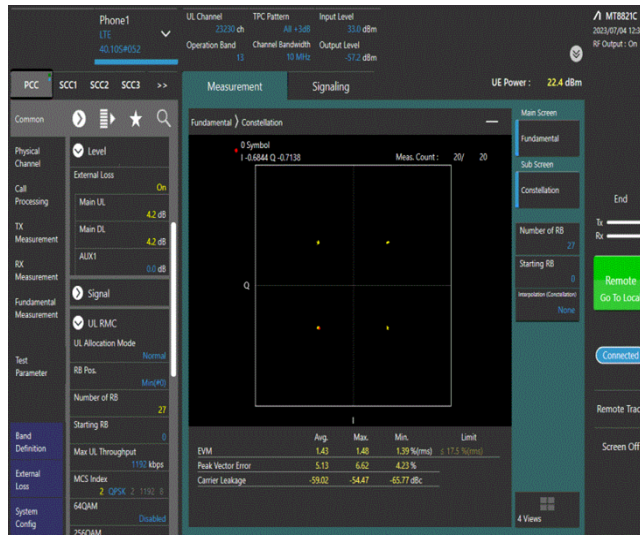 Phone1
LTE
40.10S#052
UL Channel 23230 ch
TPC Pattern All +3dB
Input Level 33.0 dBm
Operation Band 13
Channel Bandwidth 10 MHz
Output Level -57.2 dBm
MT8821C
2023/07/04 12:3
RF Output : On
PCC SCC1 SCC2 SCC3 >>
Measurement Signaling
UE Power : 22.4 dBm
Common
Physical
Channel
Call
Processing
TX
Measurement
RX
Measurement
Fundamental
Measurement
Test
Parameter
Band
Definition
External
Loss
System
Config
Level
External Loss
On
Main UL
4.2 dB
Main DL
4.2 dB
AUX1
0.0 dB
Signal
UL RMC
UL Allocation Mode
Normal
RB Pos.
Min(#0)
Number of RB
27
Starting RB
0
Max UL Throughput
1192 kbps
MCS Index
2 QPSK 2 1192 0
64QAM
Disabled
256QAM
Fundamental > Constellation
0 Symbol
I -0.6844 Q -0.7138
Meas. Count : 20/ 20
Q
I
Avg. Max. Min. Limit
EVM 1.43 1.48 1.39 %(rms) ≤ 17.5 %(rms)
Peak Vector Error 5.13 6.62 4.23 %
Carrier Leakage -59.02 -54.47 -65.77 dBc
Main Screen
Fundamental
Sub Screen
Constellation
Number of RB
27
Starting RB
0
Interpolation (Constellation)
None
4 Views
End
Tx
Rx
Remote
Go To Loca
Connected
Remote Trac
Screen Off